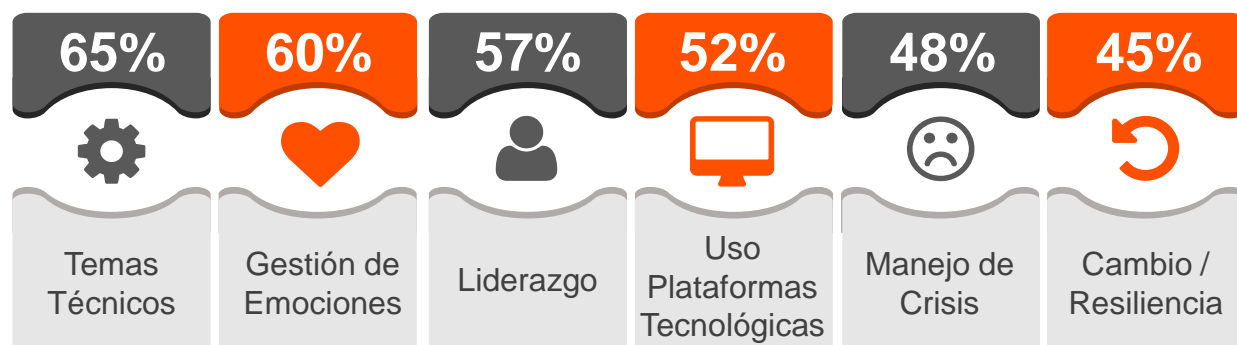 65%
60%
57%
52%
48%
45%
Temas
Técnicos
Gestión de
Emociones
Liderazgo
Uso
Plataformas
Tecnológicas
Manejo de
Crisis
Cambio /
Resiliencia